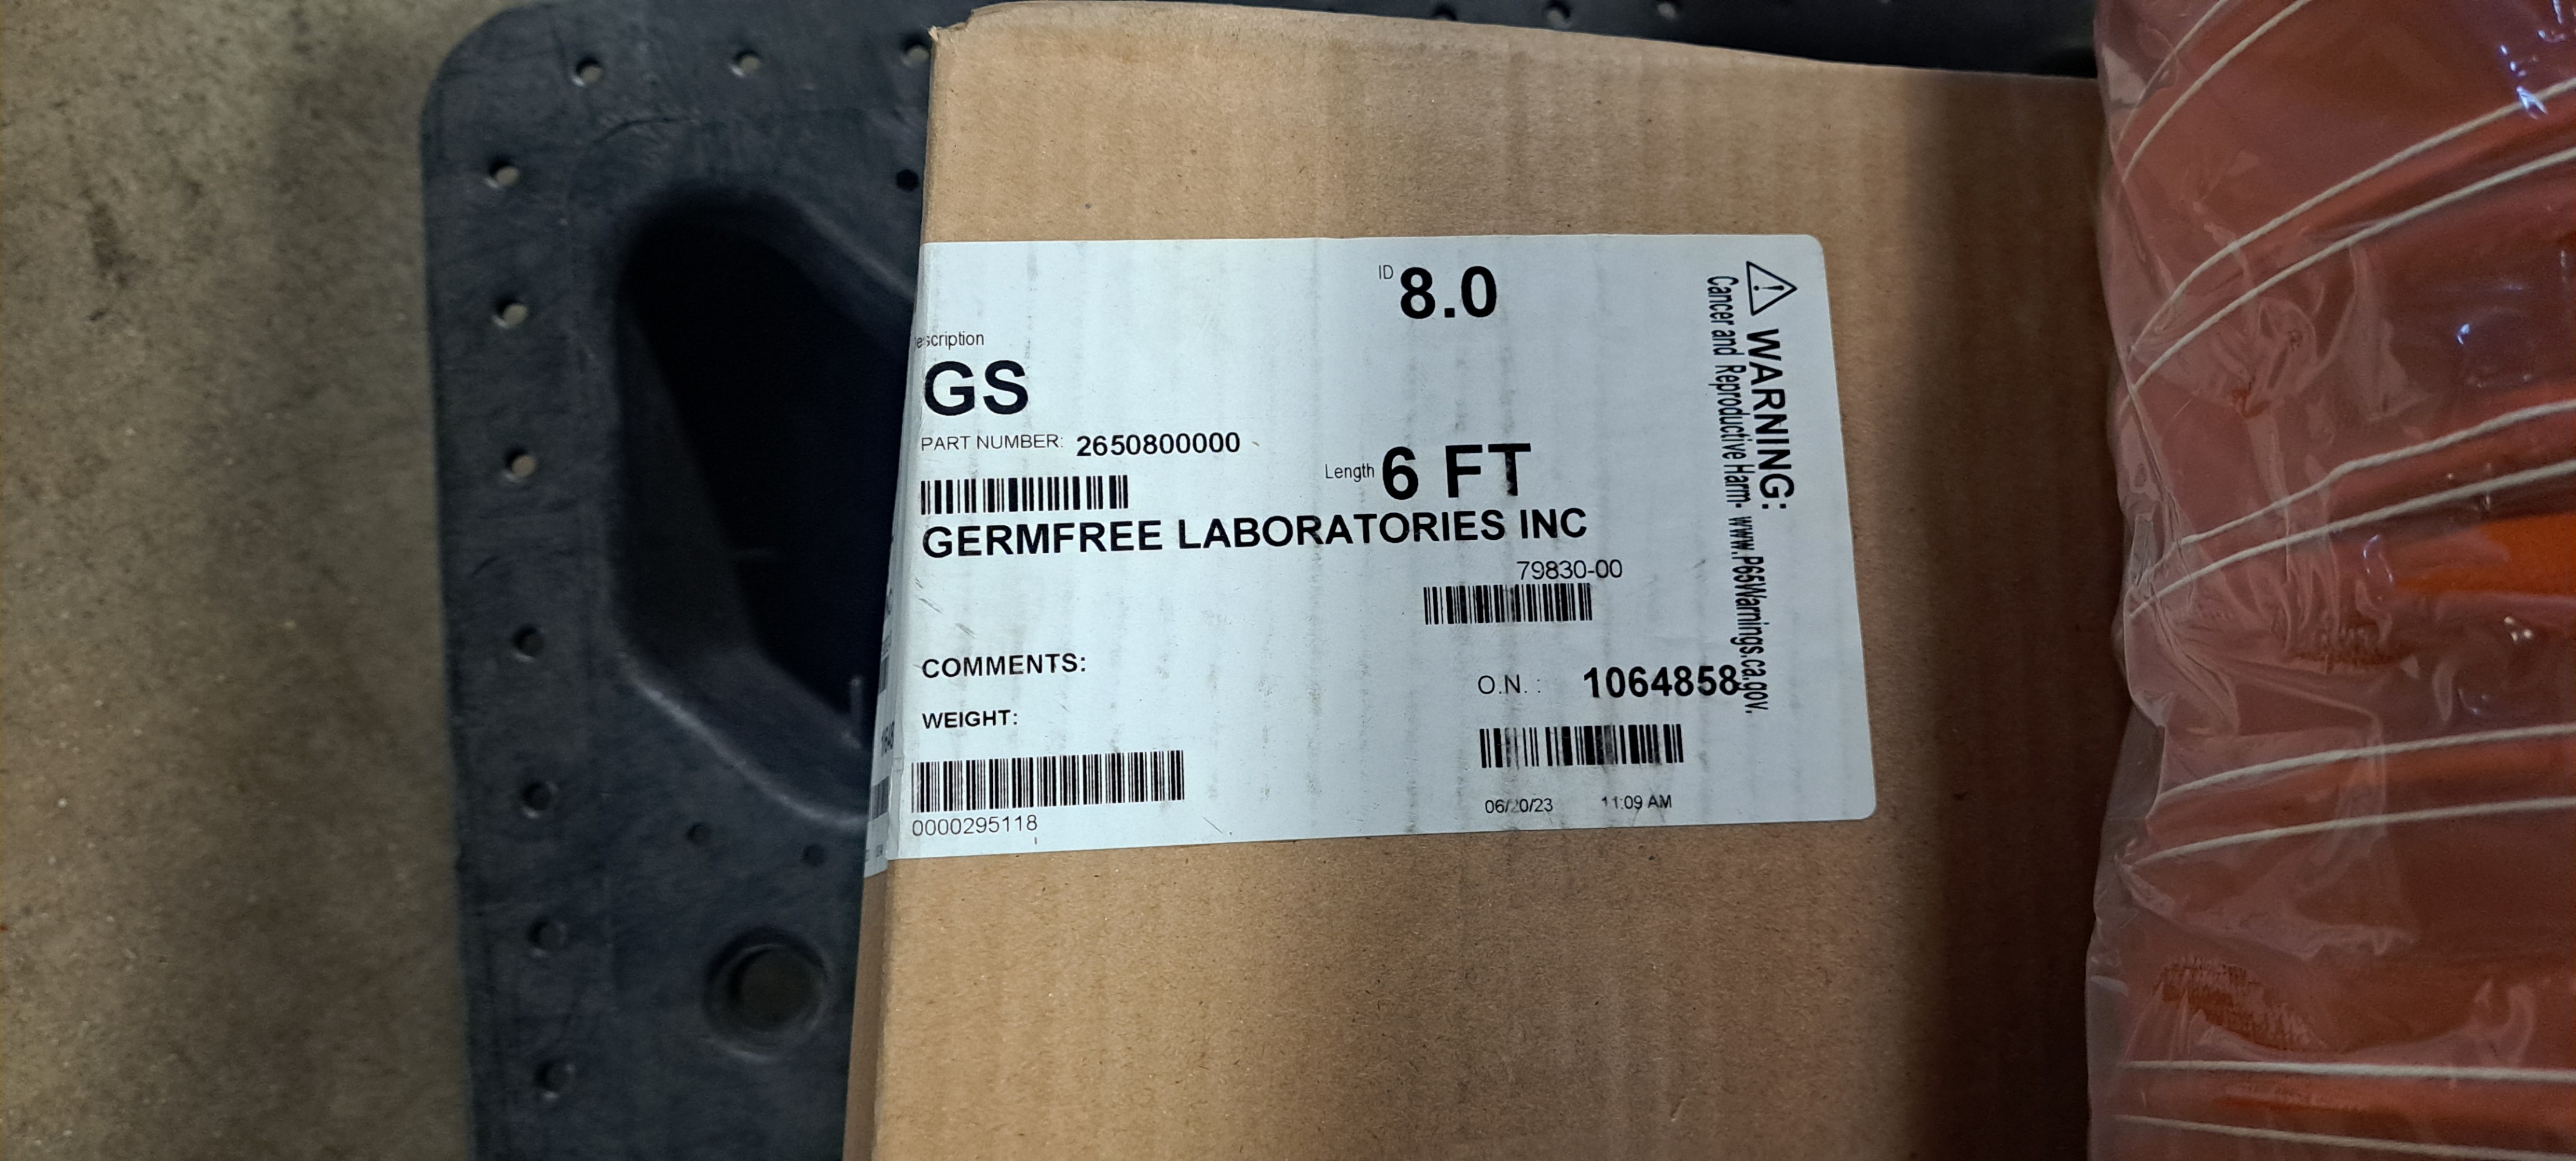 ID 8.0
escription
GS
PART NUMBER: 2650800000
Length 6 FT
GERMFREE LABORATORIES INC
79830-00
COMMENTS:
O.N. : 1064858
WEIGHT:
0000295118
06/20/23 11:09 AM
WARNING:
Cancer and Reproductive Harm- www.P65Warnings.ca.gov.